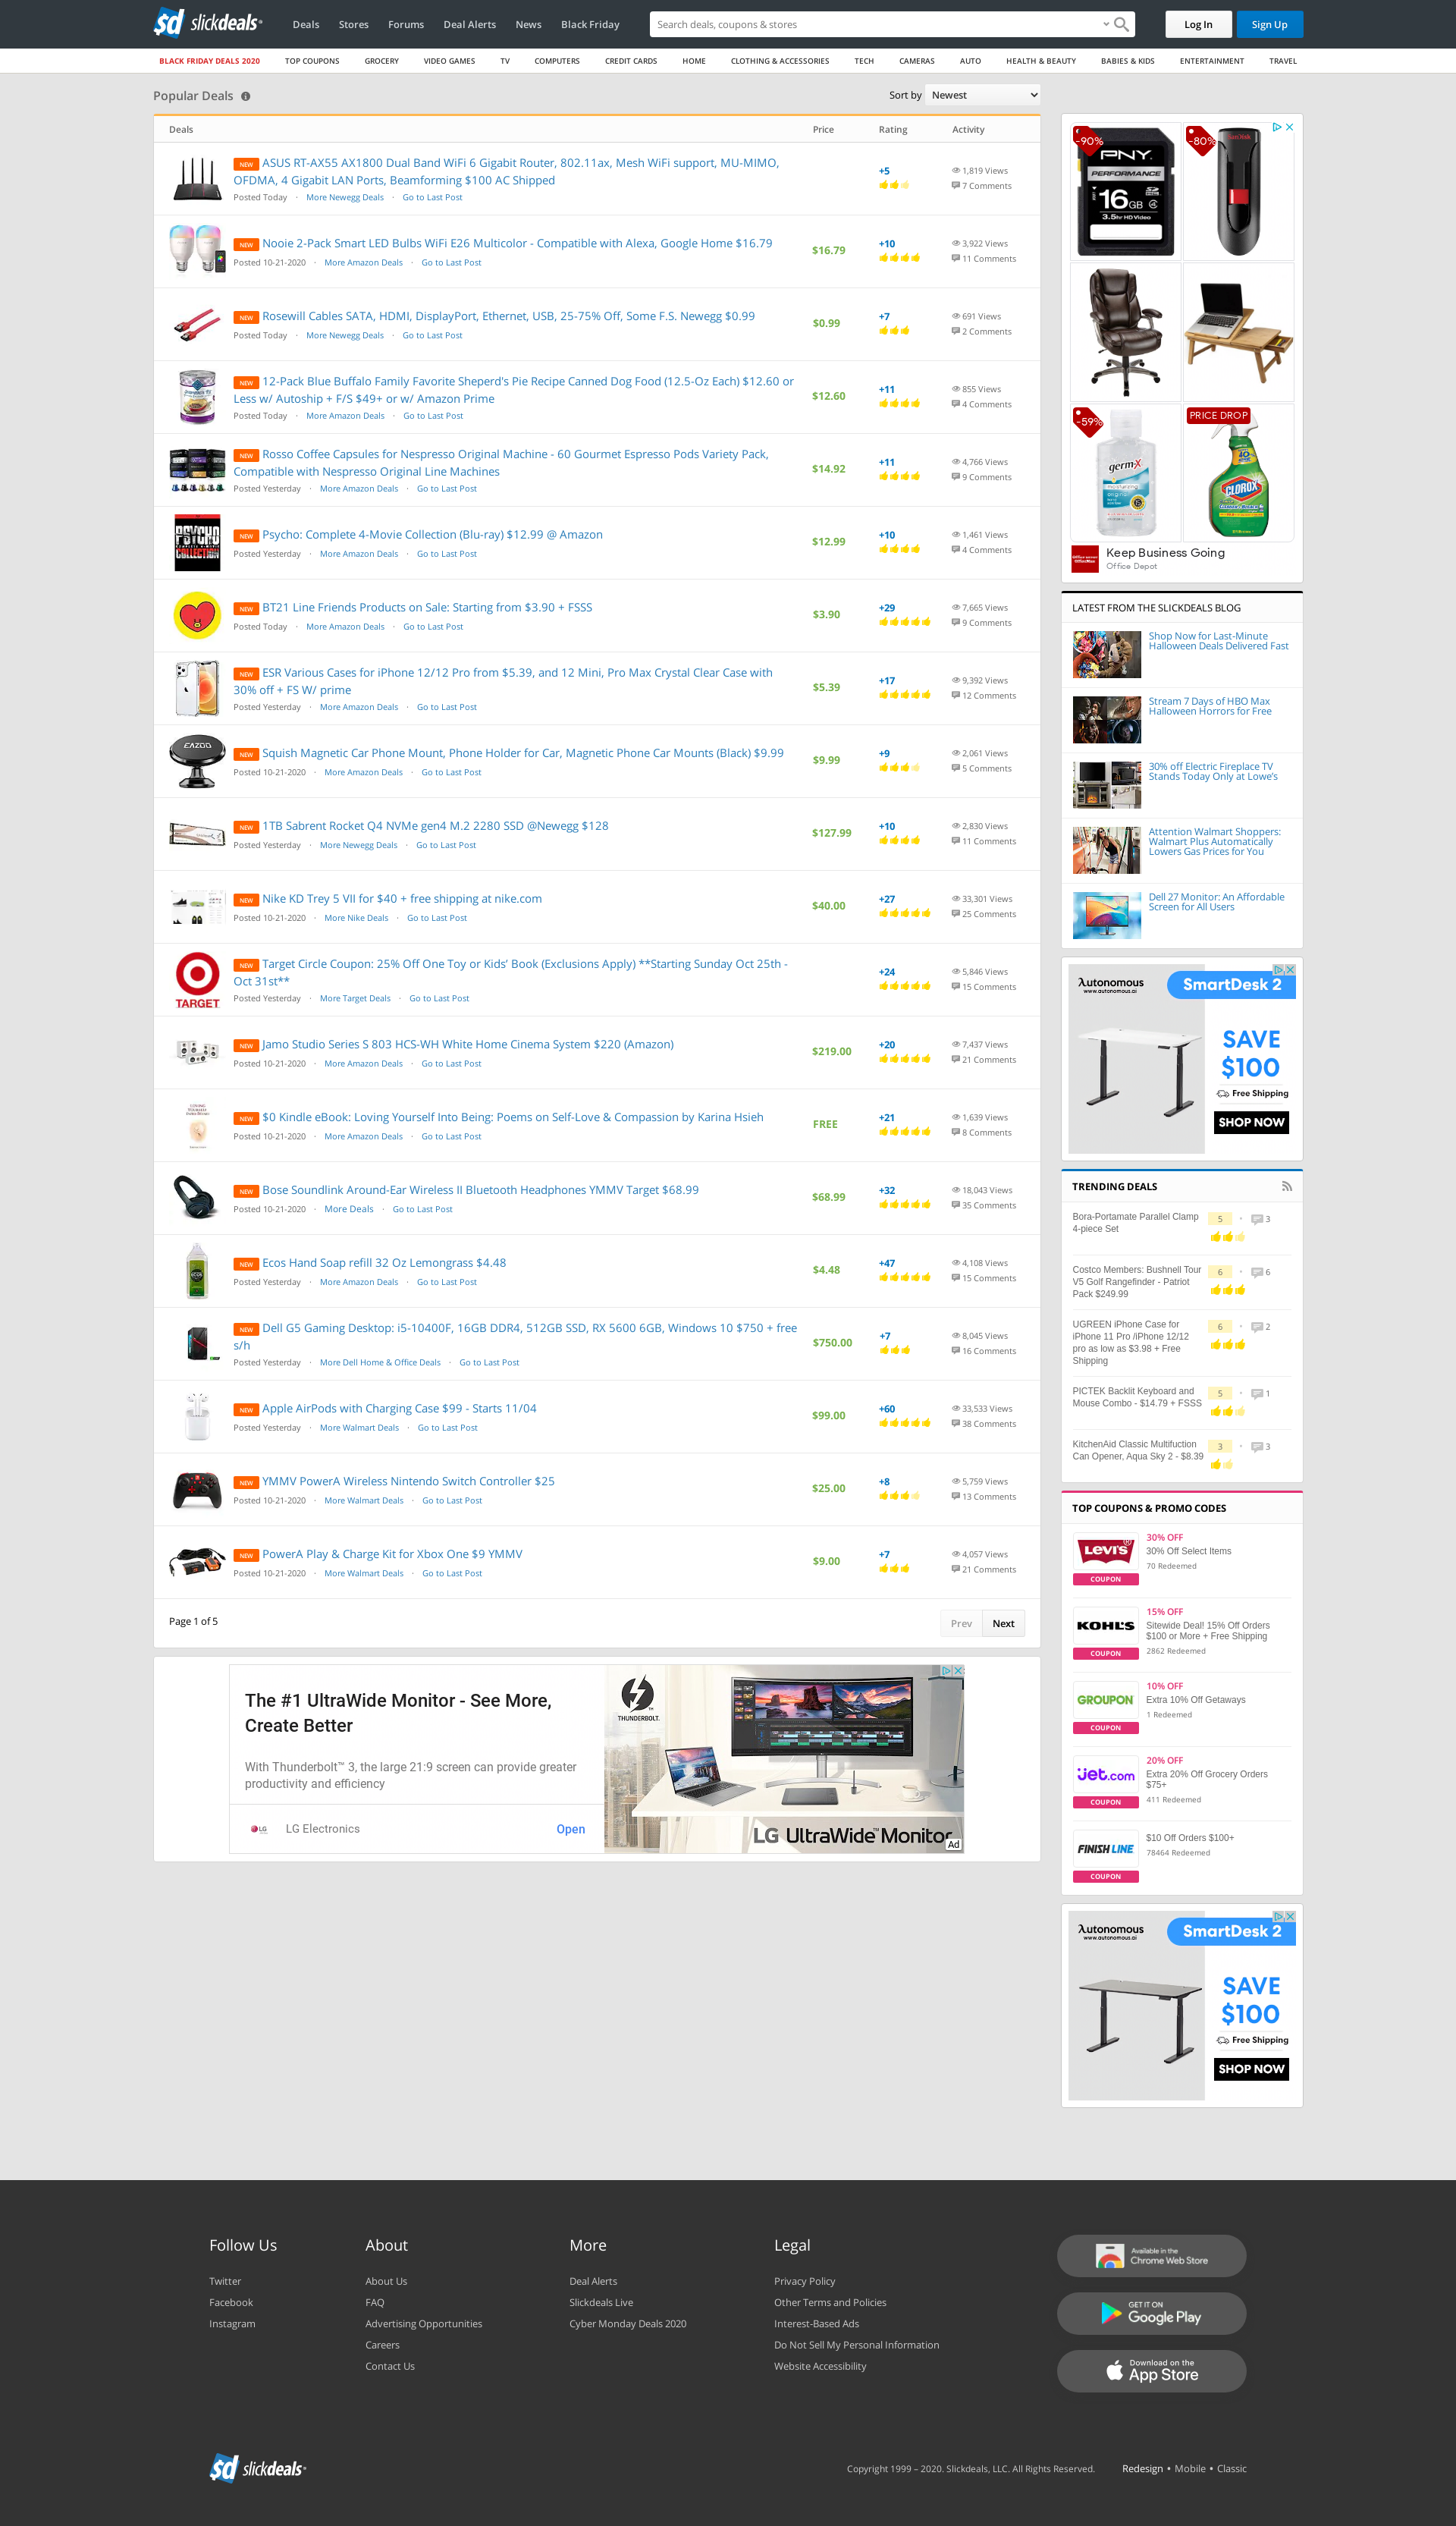 slickdeals
Deals Stores Forums Deal Alerts News Black Friday
Search deals, coupons & stores
Log In Sign Up
BLACK FRIDAY DEALS 2020 TOP COUPONS GROCERY VIDEO GAMES TV COMPUTERS CREDIT CARDS HOME CLOTHING & ACCESSORIES TECH CAMERAS AUTO HEALTH & BEAUTY BABIES & KIDS ENTERTAINMENT TRAVEL
Popular Deals
Sort by Newest
Deals Price Rating Activity
NEW ASUS RT-AX55 AX1800 Dual Band WiFi 6 Gigabit Router, 802.11ax, Mesh WiFi support, MU-MIMO,
OFDMA, 4 Gigabit LAN Ports, Beamforming $100 AC Shipped
Posted Today · More Newegg Deals · Go to Last Post
+5
1,819 Views
7 Comments
NEW Nooie 2-Pack Smart LED Bulbs WiFi E26 Multicolor - Compatible with Alexa, Google Home $16.79
Posted 10-21-2020 · More Amazon Deals · Go to Last Post
$16.79
+10
3,922 Views
11 Comments
NEW Rosewill Cables SATA, HDMI, DisplayPort, Ethernet, USB, 25-75% Off, Some F.S. Newegg $0.99
Posted Today · More Newegg Deals · Go to Last Post
$0.99
+7
691 Views
2 Comments
NEW 12-Pack Blue Buffalo Family Favorite Sheperd's Pie Recipe Canned Dog Food (12.5-Oz Each) $12.60 or
Less w/ Autoship + F/S $49+ or w/ Amazon Prime
Posted Today · More Amazon Deals · Go to Last Post
$12.60
+11
855 Views
4 Comments
NEW Rosso Coffee Capsules for Nespresso Original Machine - 60 Gourmet Espresso Pods Variety Pack,
Compatible with Nespresso Original Line Machines
Posted Yesterday · More Amazon Deals · Go to Last Post
$14.92
+11
4,766 Views
9 Comments
NEW Psycho: Complete 4-Movie Collection (Blu-ray) $12.99 @ Amazon
Posted Yesterday · More Amazon Deals · Go to Last Post
$12.99
+10
1,461 Views
4 Comments
NEW BT21 Line Friends Products on Sale: Starting from $3.90 + FSSS
Posted Today · More Amazon Deals · Go to Last Post
$3.90
+29
7,665 Views
9 Comments
NEW ESR Various Cases for iPhone 12/12 Pro from $5.39, and 12 Mini, Pro Max Crystal Clear Case with
30% off + FS W/ prime
Posted Yesterday · More Amazon Deals · Go to Last Post
$5.39
+17
9,392 Views
12 Comments
EAZOO
NEW Squish Magnetic Car Phone Mount, Phone Holder for Car, Magnetic Phone Car Mounts (Black) $9.99
Posted 10-21-2020 · More Amazon Deals · Go to Last Post
$9.99
+9
2,061 Views
5 Comments
NEW 1TB Sabrent Rocket Q4 NVMe gen4 M.2 2280 SSD @Newegg $128
Posted Yesterday · More Newegg Deals · Go to Last Post
$127.99
+10
2,830 Views
11 Comments
NEW Nike KD Trey 5 VII for $40 + free shipping at nike.com
Posted 10-21-2020 · More Nike Deals · Go to Last Post
$40.00
+27
33,301 Views
25 Comments
TARGET
NEW Target Circle Coupon: 25% Off One Toy or Kids’ Book (Exclusions Apply) **Starting Sunday Oct 25th -
Oct 31st**
Posted Yesterday · More Target Deals · Go to Last Post
+24
5,846 Views
15 Comments
NEW Jamo Studio Series S 803 HCS-WH White Home Cinema System $220 (Amazon)
Posted 10-21-2020 · More Amazon Deals · Go to Last Post
$219.00
+20
7,437 Views
21 Comments
NEW $0 Kindle eBook: Loving Yourself Into Being: Poems on Self-Love & Compassion by Karina Hsieh
Posted 10-21-2020 · More Amazon Deals · Go to Last Post
FREE
+21
1,639 Views
8 Comments
NEW Bose Soundlink Around-Ear Wireless II Bluetooth Headphones YMMV Target $68.99
Posted 10-21-2020 · More Deals · Go to Last Post
$68.99
+32
18,043 Views
35 Comments
NEW Ecos Hand Soap refill 32 Oz Lemongrass $4.48
Posted Yesterday · More Amazon Deals · Go to Last Post
$4.48
+47
4,108 Views
15 Comments
NEW Dell G5 Gaming Desktop: i5-10400F, 16GB DDR4, 512GB SSD, RX 5600 6GB, Windows 10 $750 + free
s/h
Posted Yesterday · More Dell Home & Office Deals · Go to Last Post
$750.00
+7
8,045 Views
16 Comments
NEW Apple AirPods with Charging Case $99 - Starts 11/04
Posted Yesterday · More Walmart Deals · Go to Last Post
$99.00
+60
33,533 Views
38 Comments
NEW YMMV PowerA Wireless Nintendo Switch Controller $25
Posted 10-21-2020 · More Walmart Deals · Go to Last Post
$25.00
+8
5,759 Views
13 Comments
NEW PowerA Play & Charge Kit for Xbox One $9 YMMV
Posted 10-21-2020 · More Walmart Deals · Go to Last Post
$9.00
+7
4,057 Views
21 Comments
Page 1 of 5
Prev Next
The #1 UltraWide Monitor - See More,
Create Better
With Thunderbolt™ 3, the large 21:9 screen can provide greater
productivity and efficiency
LG Electronics
Open
THUNDERBOLT.
LG UltraWide™ Monitor
Ad
-90%
PNY
PERFORMANCE
16 GB
3.5hr HD Video
-80%
SanDisk
-59%
germ-x
PRICE DROP
CLOROX
Keep Business Going
Office Depot
LATEST FROM THE SLICKDEALS BLOG
Shop Now for Last-Minute
Halloween Deals Delivered Fast
Stream 7 Days of HBO Max
Halloween Horrors for Free
30% off Electric Fireplace TV
Stands Today Only at Lowe’s
Attention Walmart Shoppers:
Walmart Plus Automatically
Lowers Gas Prices for You
Dell 27 Monitor: An Affordable
Screen for All Users
Autonomous
www.autonomous.ai
SmartDesk 2
SAVE
$100
Free Shipping
SHOP NOW
TRENDING DEALS
Bora-Portamate Parallel Clamp
4-piece Set
5 · 3
Costco Members: Bushnell Tour
V5 Golf Rangefinder - Patriot
Pack $249.99
6 · 6
UGREEN iPhone Case for
iPhone 11 Pro /iPhone 12/12
pro as low as $3.98 + Free
Shipping
6 · 2
PICTEK Backlit Keyboard and
Mouse Combo - $14.79 + FSSS
5 · 1
KitchenAid Classic Multifuction
Can Opener, Aqua Sky 2 - $8.39
3 · 3
TOP COUPONS & PROMO CODES
LEVI'S
COUPON
30% OFF
30% Off Select Items
70 Redeemed
KOHL'S
COUPON
15% OFF
Sitewide Deal! 15% Off Orders
$100 or More + Free Shipping
2862 Redeemed
GROUPON
COUPON
10% OFF
Extra 10% Off Getaways
1 Redeemed
jet.com
COUPON
20% OFF
Extra 20% Off Grocery Orders
$75+
411 Redeemed
FINISH LINE
COUPON
$10 Off Orders $100+
78464 Redeemed
Autonomous
www.autonomous.ai
SmartDesk 2
SAVE
$100
Free Shipping
SHOP NOW
Follow Us
Twitter
Facebook
Instagram
About
About Us
FAQ
Advertising Opportunities
Careers
Contact Us
More
Deal Alerts
Slickdeals Live
Cyber Monday Deals 2020
Legal
Privacy Policy
Other Terms and Policies
Interest-Based Ads
Do Not Sell My Personal Information
Website Accessibility
Available in the
Chrome Web Store
GET IT ON
Google Play
Download on the
App Store
slickdeals
Copyright 1999 – 2020. Slickdeals, LLC. All Rights Reserved.
Redesign • Mobile • Classic